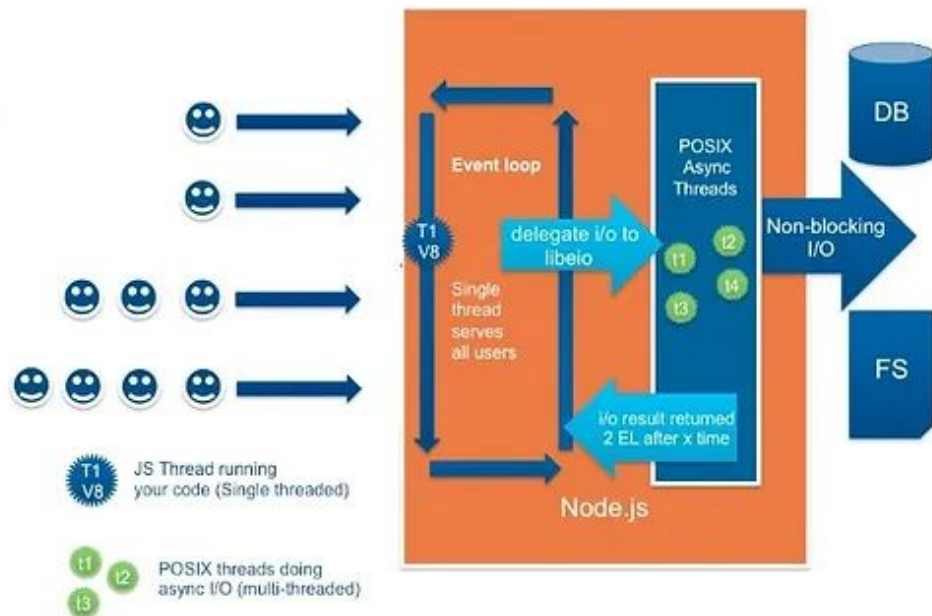 Event loop
T1
V8
Single
thread
serves
all users
delegate i/o to
libeio
POSIX
Async
Threads
t1
t2
t3
t4
i/o result returned
2 EL after x time
Node.js
Non-blocking
I/O
DB
FS
T1
V8
JS Thread running
your code (Single threaded)
t1
t2
t3
POSIX threads doing
async I/O (multi-threaded)